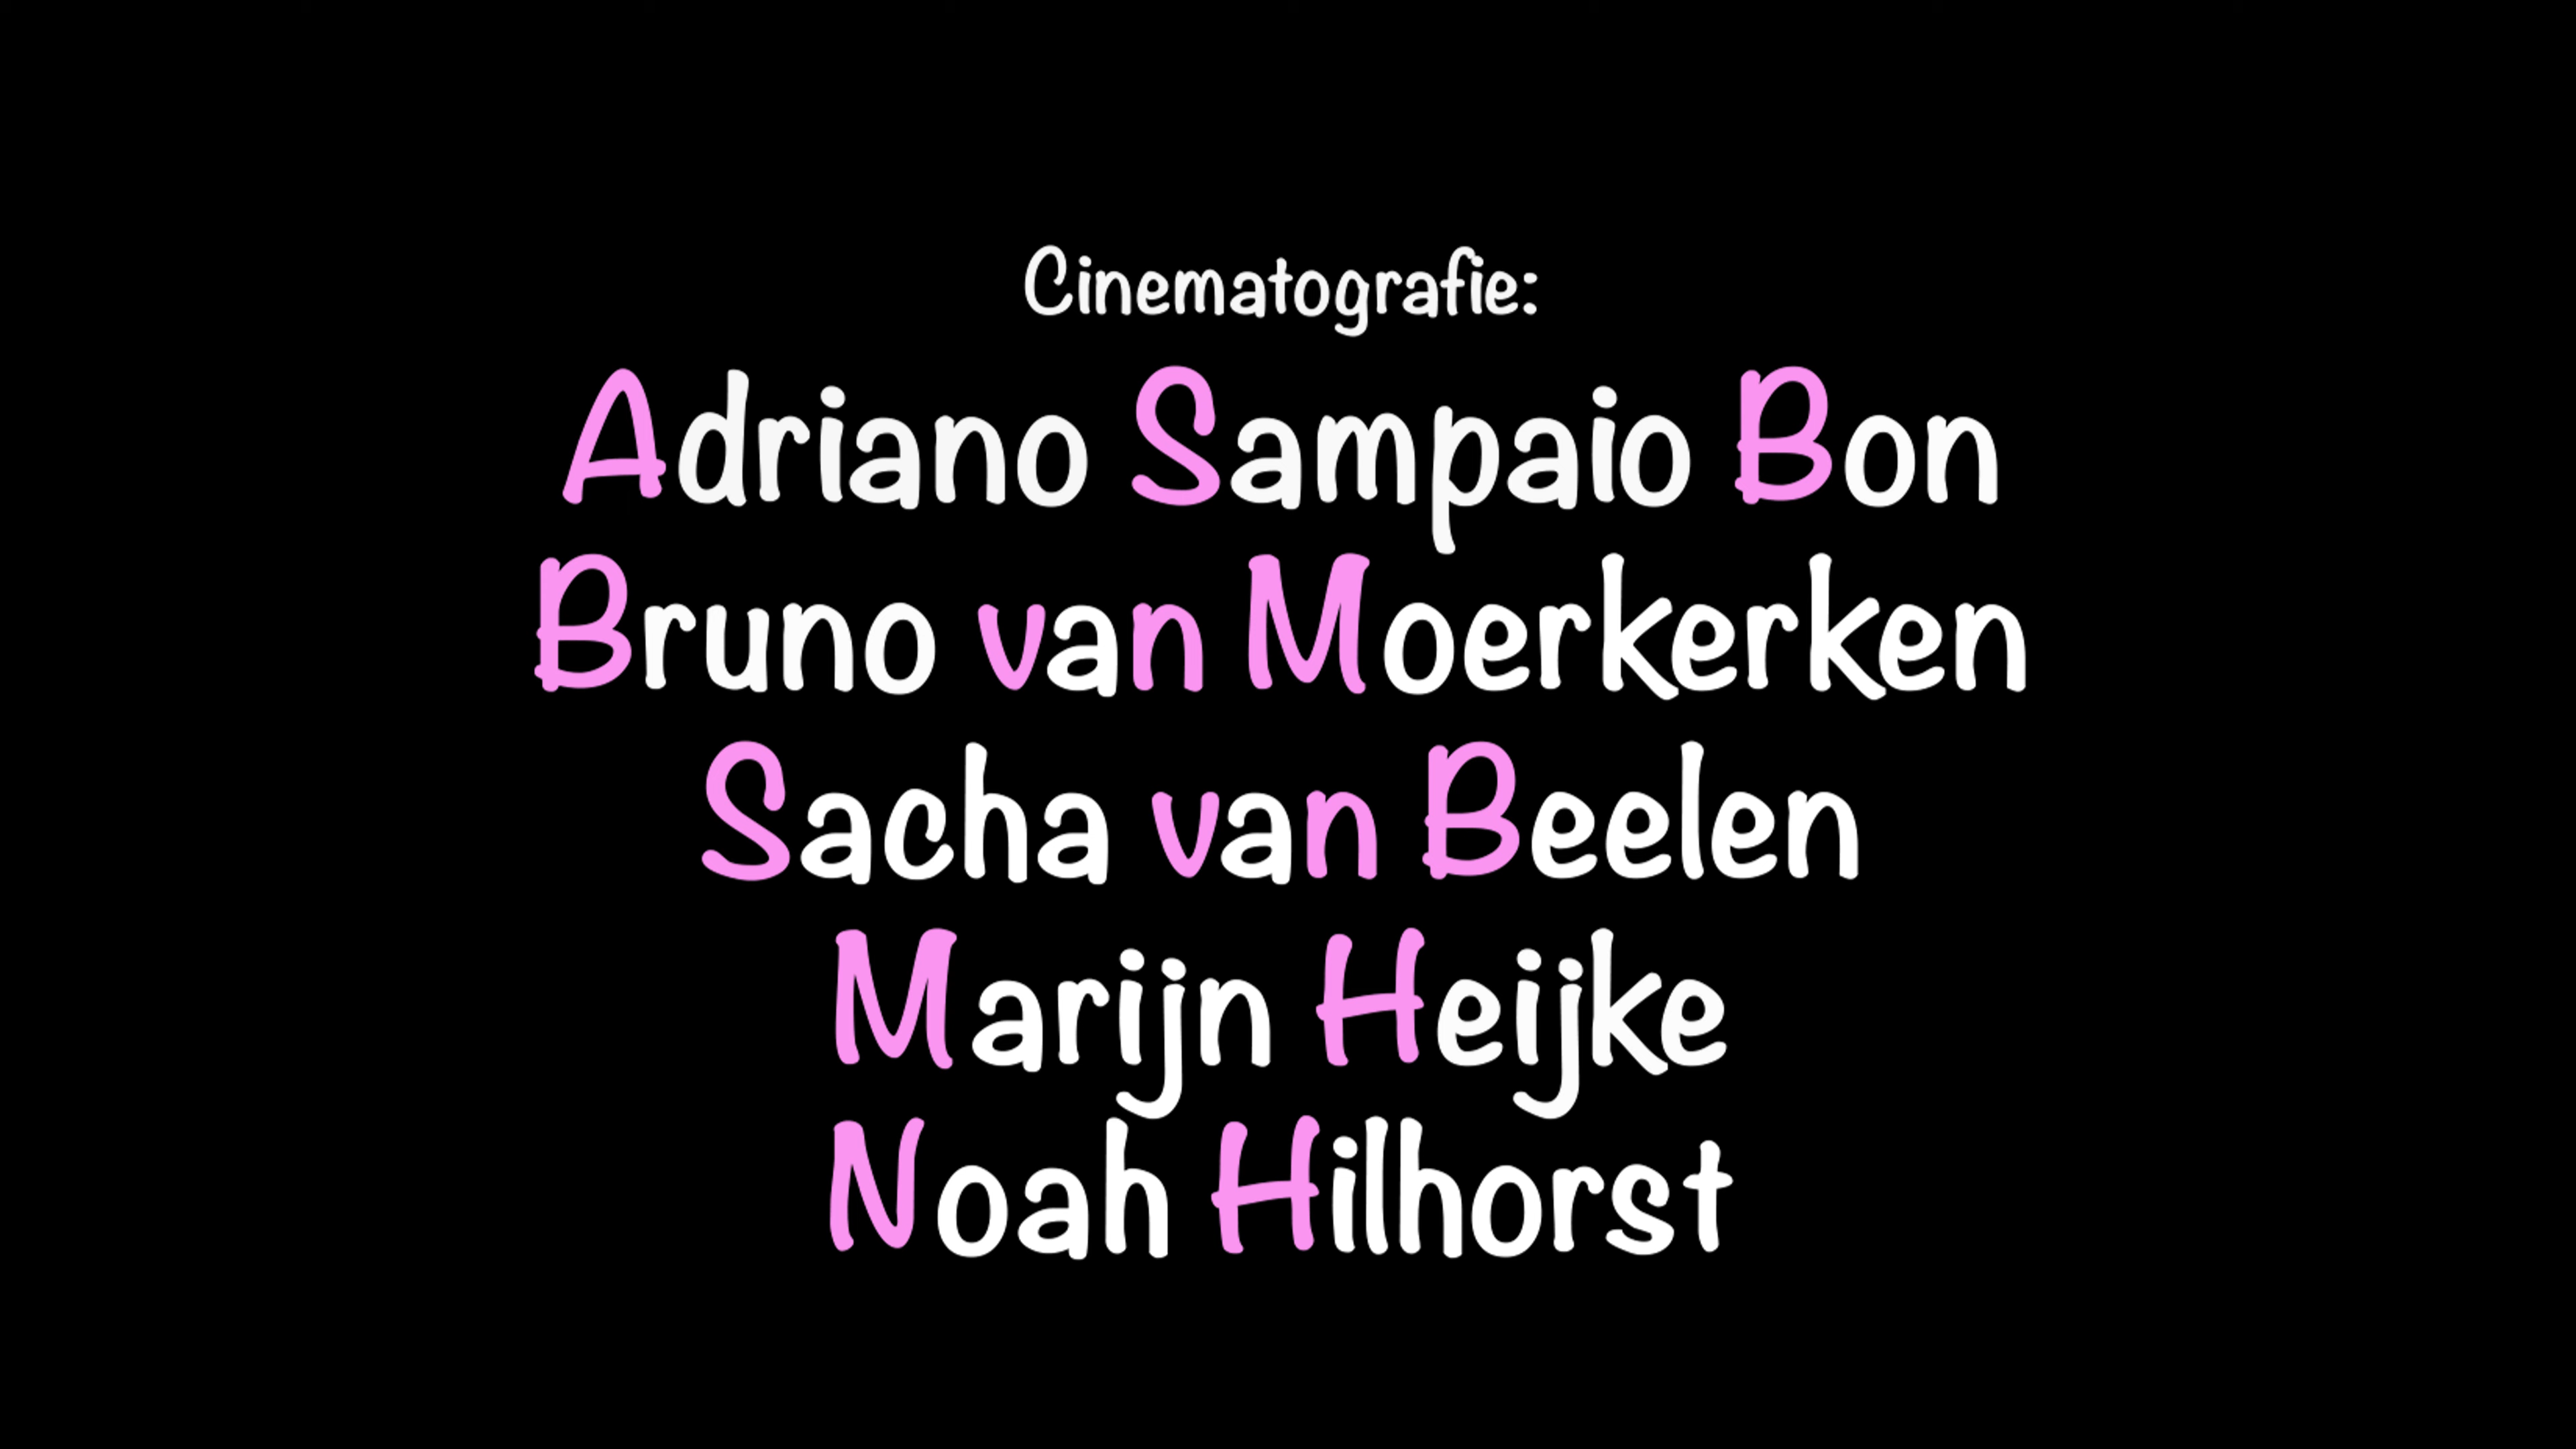 Cinematografie:
Adriano Sampaio Bon
Bruno van Moerkerken
Sacha van Beelen
Marijn Heijke
Noah Hilhorst